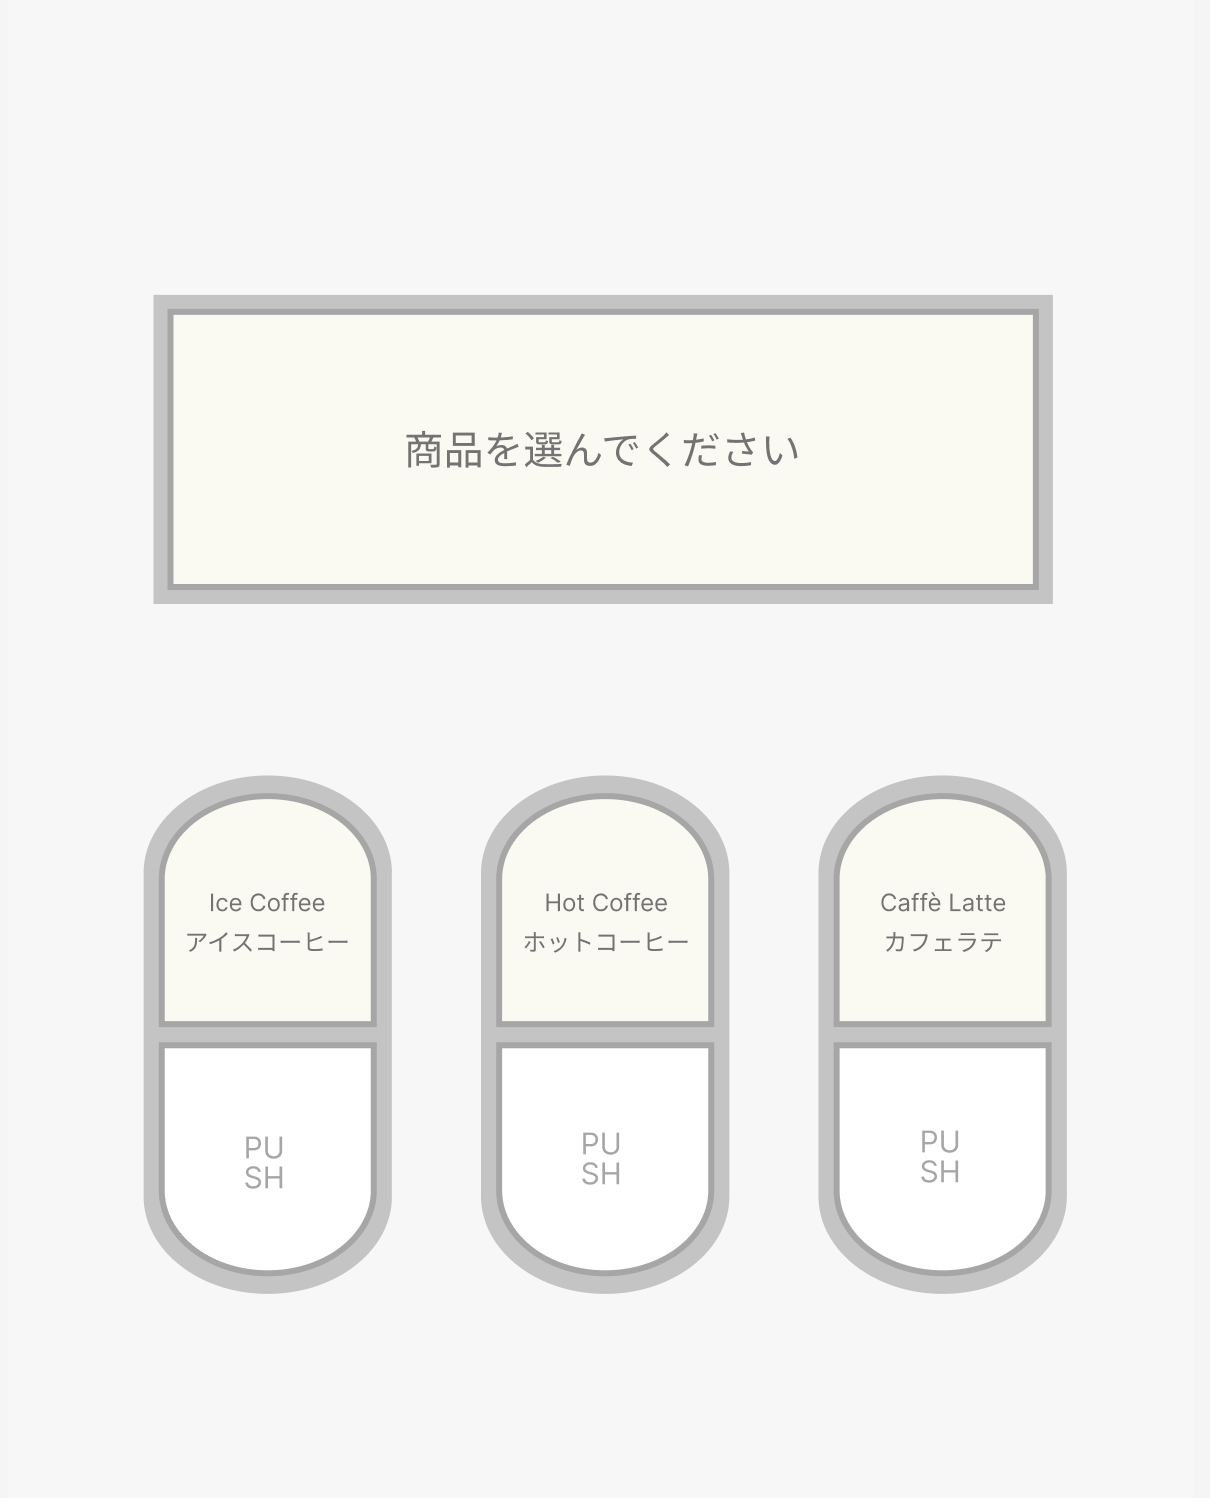 商品を選んでください
Ice Coffee
アイスコーヒー
PU
SH
Hot Coffee
ホットコーヒー
PU
SH
Caffè Latte
カフェラテ
PU
SH